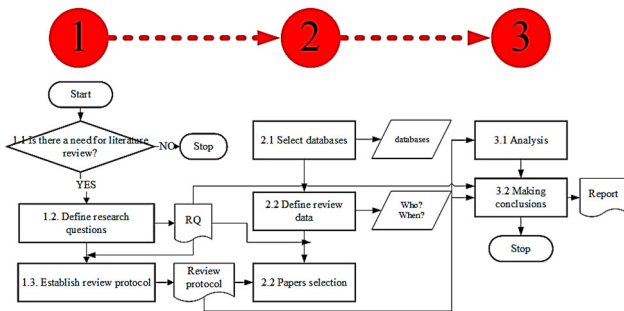 1
2
3
Start
1.1 Is there a need for literature
review?
NO
Stop
YES
1.2. Define research
questions
RQ
1.3. Establish review protocol
Review
protocol
2.1 Select databases
databases
2.2 Define review
data
Who?
When?
2.2 Papers selection
3.1 Analysis
3.2 Making
conclusions
Report
Stop